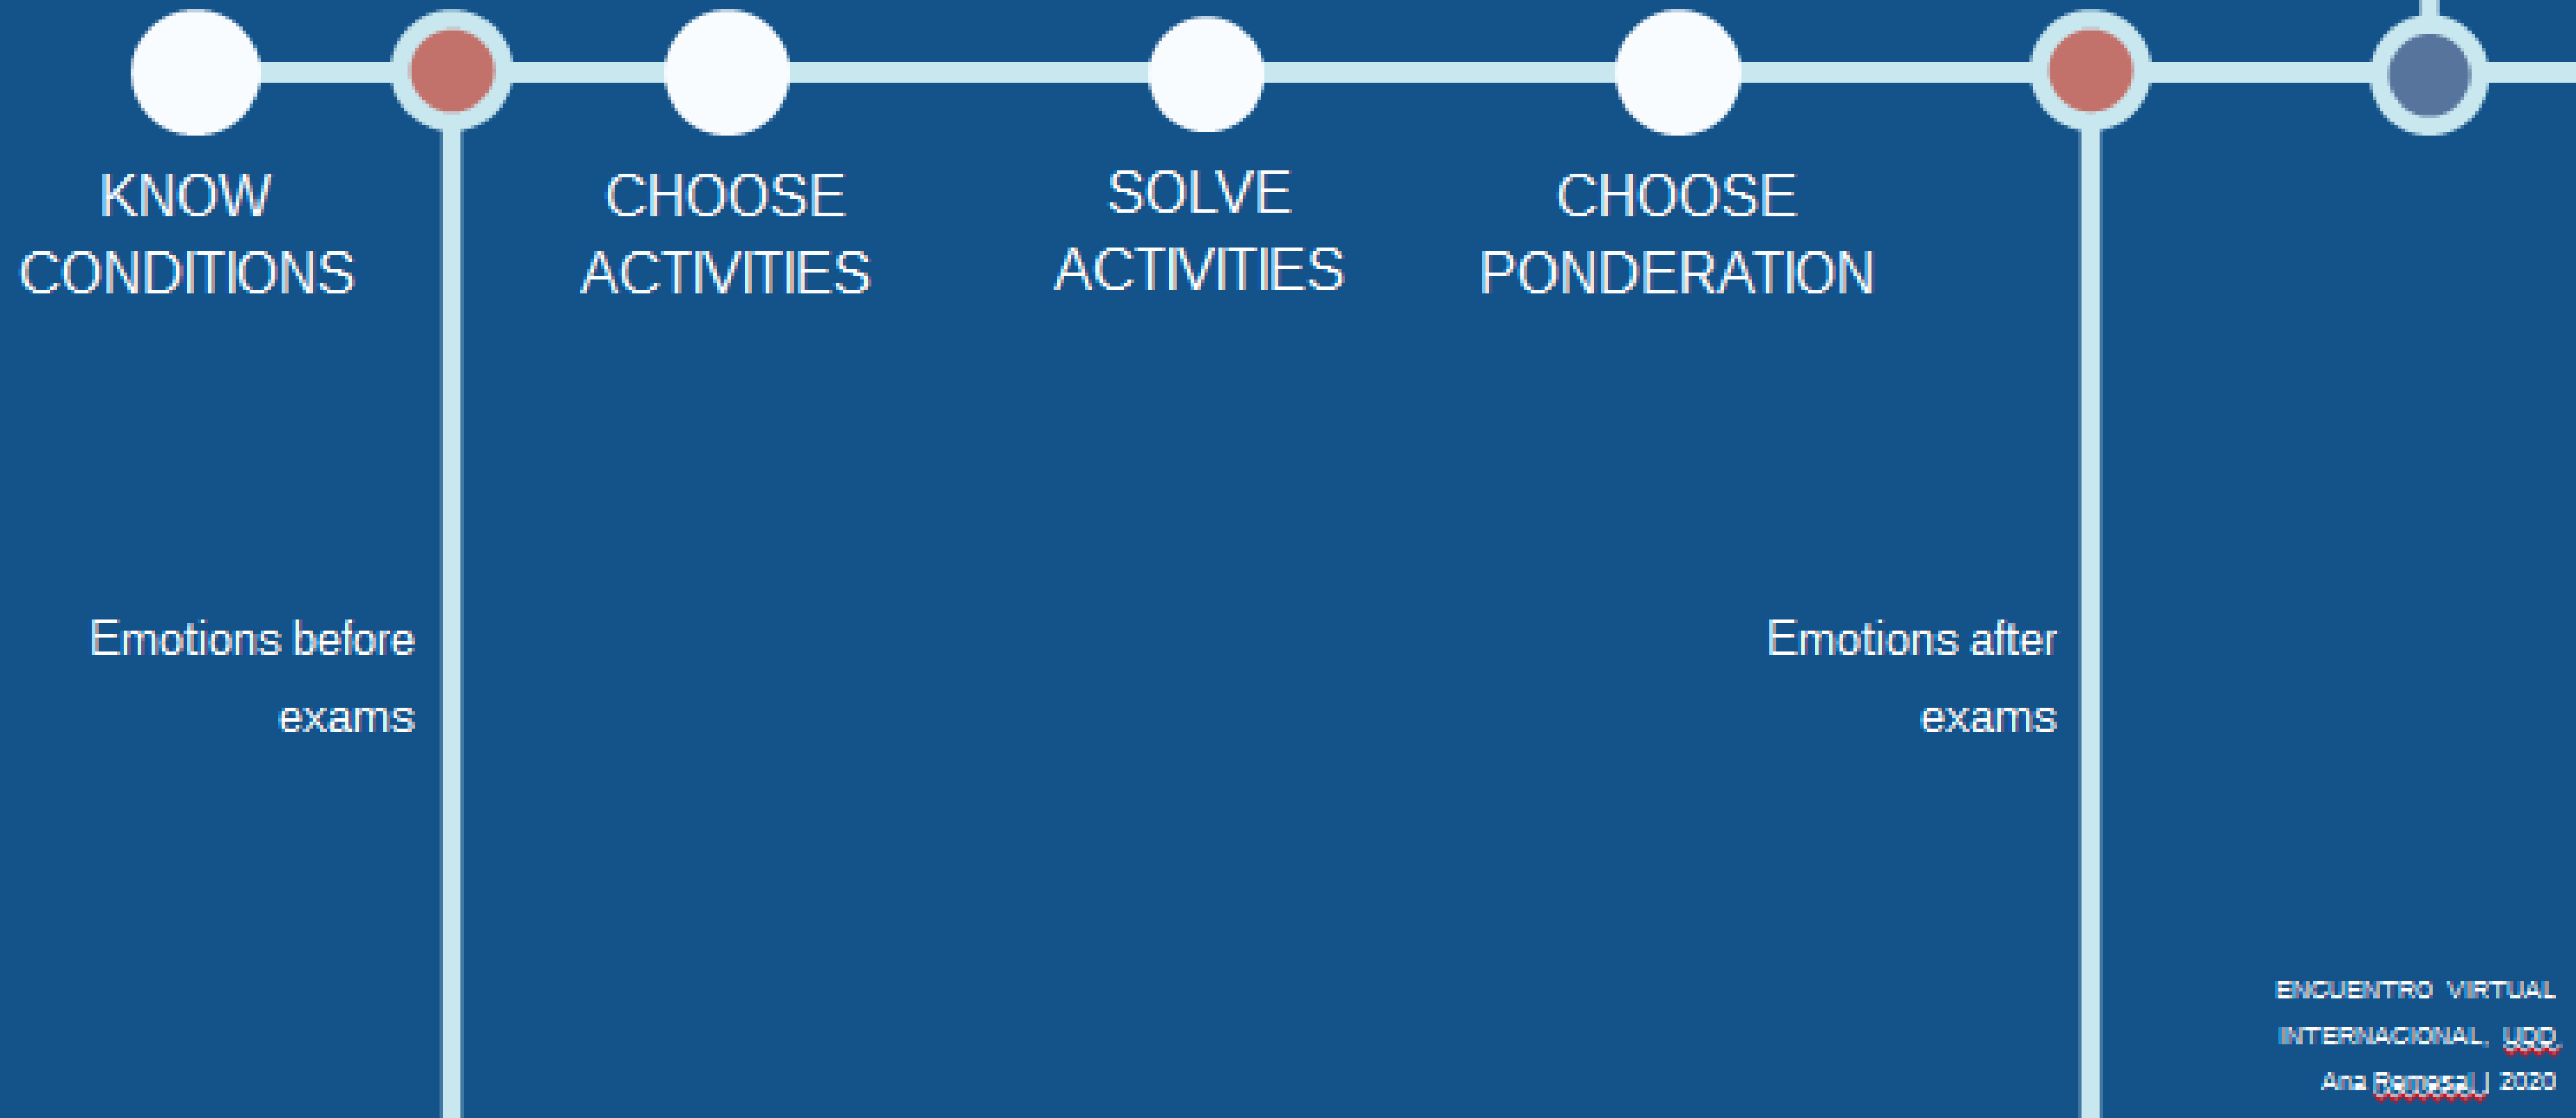 KNOW
CONDITIONS
CHOOSE
ACTIVITIES
SOLVE
ACTIVITIES
CHOOSE
PONDERATION
Emotions before
exams
Emotions after
exams
ENCUENTRO VIRTUAL
INTERNACIONAL, UDD
Ana Remesal | 2020